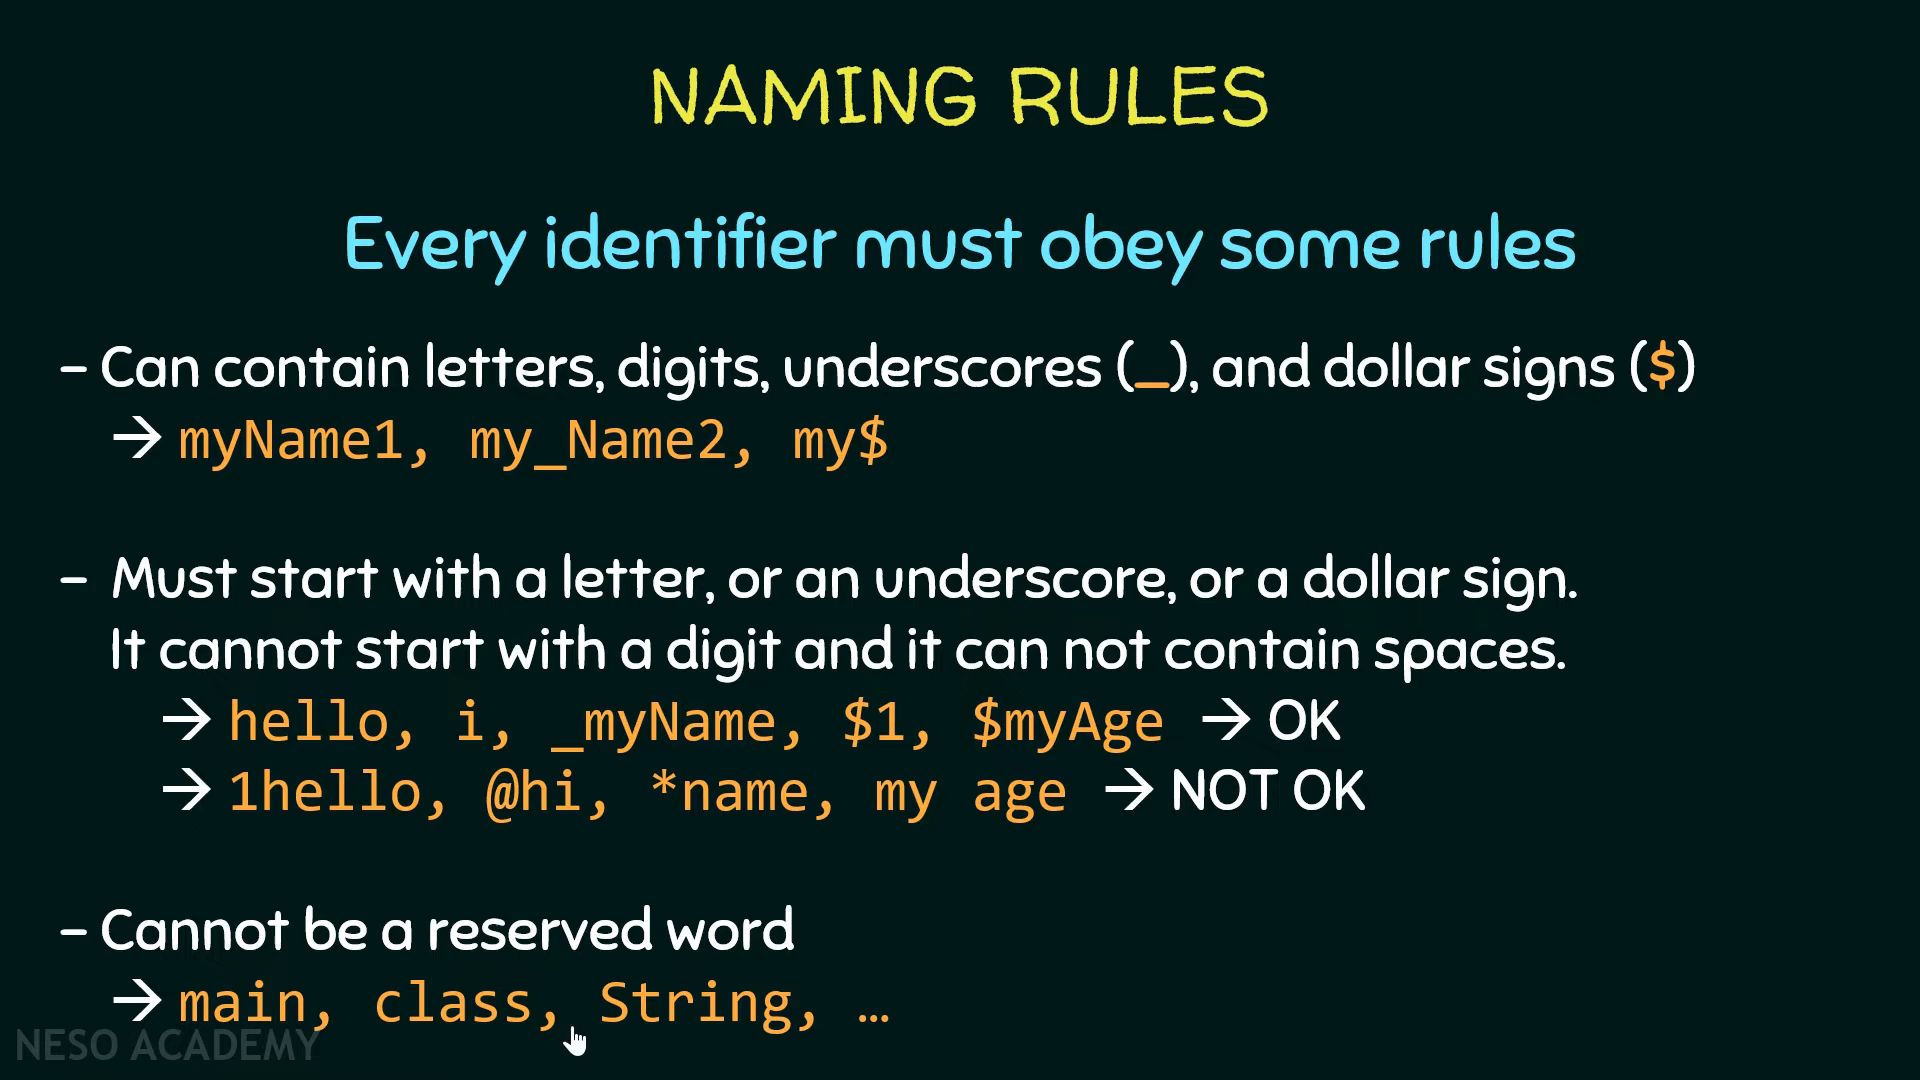 NAMING RULES
Every identifier must obey some rules
– Can contain letters, digits, underscores (_), and dollar signs ($)
→ myName1, my_Name2, my$
– Must start with a letter, or an underscore, or a dollar sign.
It cannot start with a digit and it can not contain spaces.
→ hello, i, _myName, $1, $myAge → OK
→ 1hello, @hi, *name, my age → NOT OK
– Cannot be a reserved word
→ main, class, String, …
NESO ACADEMY